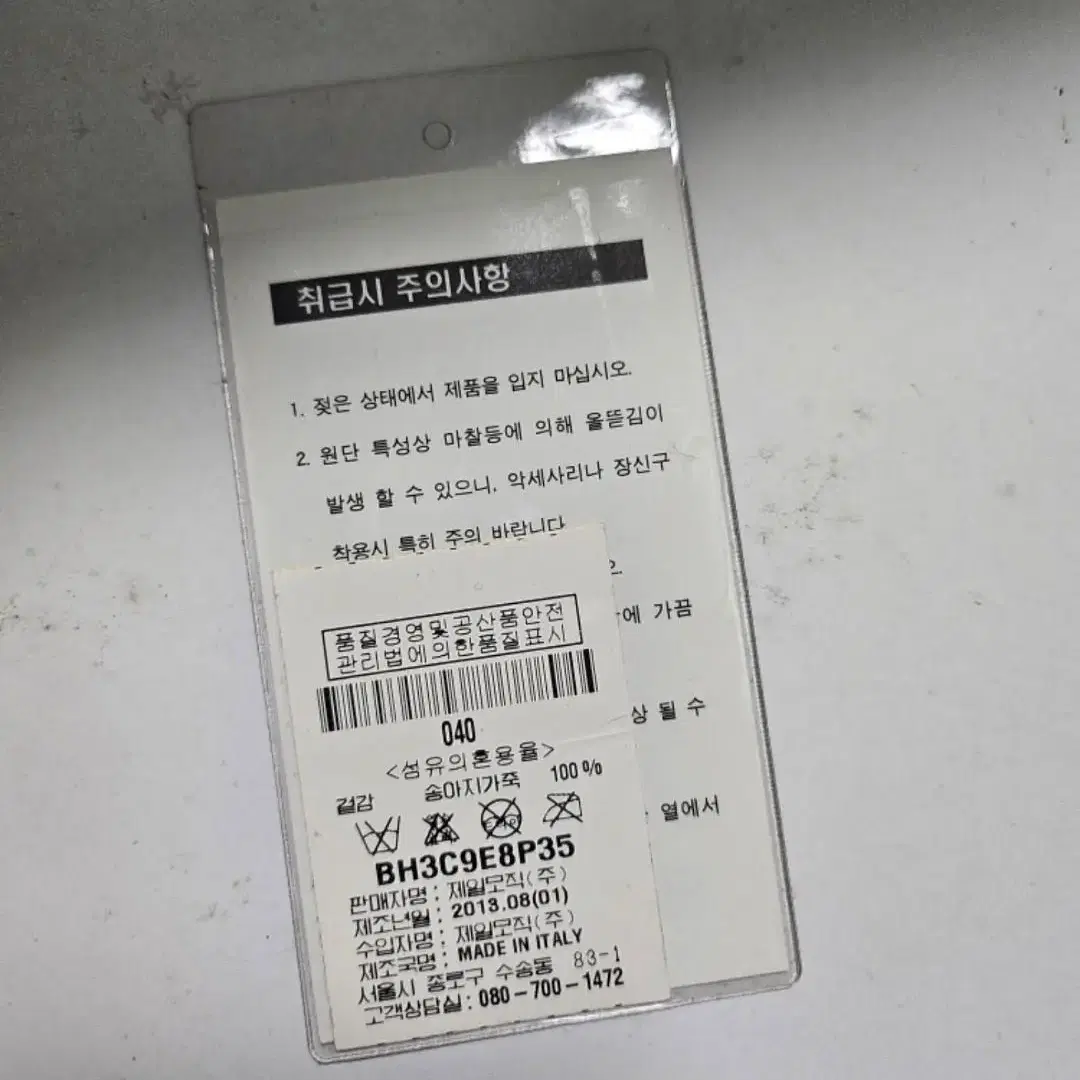 취급시 주의사항
1. 젖은 상태에서 제품을 입지 마십시오.
2. 원단 특성상 마찰등에 의해 올뜯김이
발생 할 수 있으니, 악세사리나 장신구
착용시 특히 주의 바랍니다
에 가끔
상 될 수
열에서
품질경영및공산품안전
관리법에의한품질표시
040
<섬유의혼용율>
겉감 송아지가죽 100%
BH3C9E8P35
판매자명 : 제일모직(주)
제조년월 : 2013.08(01)
수입자명 : 제일모직(주)
제조국명 : MADE IN ITALY
서울시 종로구 수송동 83-1
고객상담실 : 080-700-1472